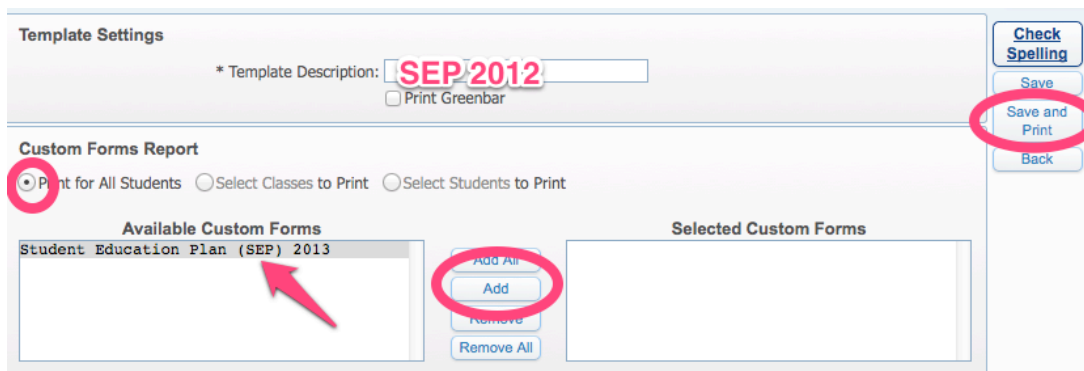 Template Settings
* Template Description: SEP 2012
Print Greenbar
Custom Forms Report
Print for All Students Select Classes to Print Select Students to Print
Available Custom Forms
Student Education Plan (SEP) 2013
Add All
Add
Remove
Remove All
Selected Custom Forms
Check
Spelling
Save
Save and
Print
Back